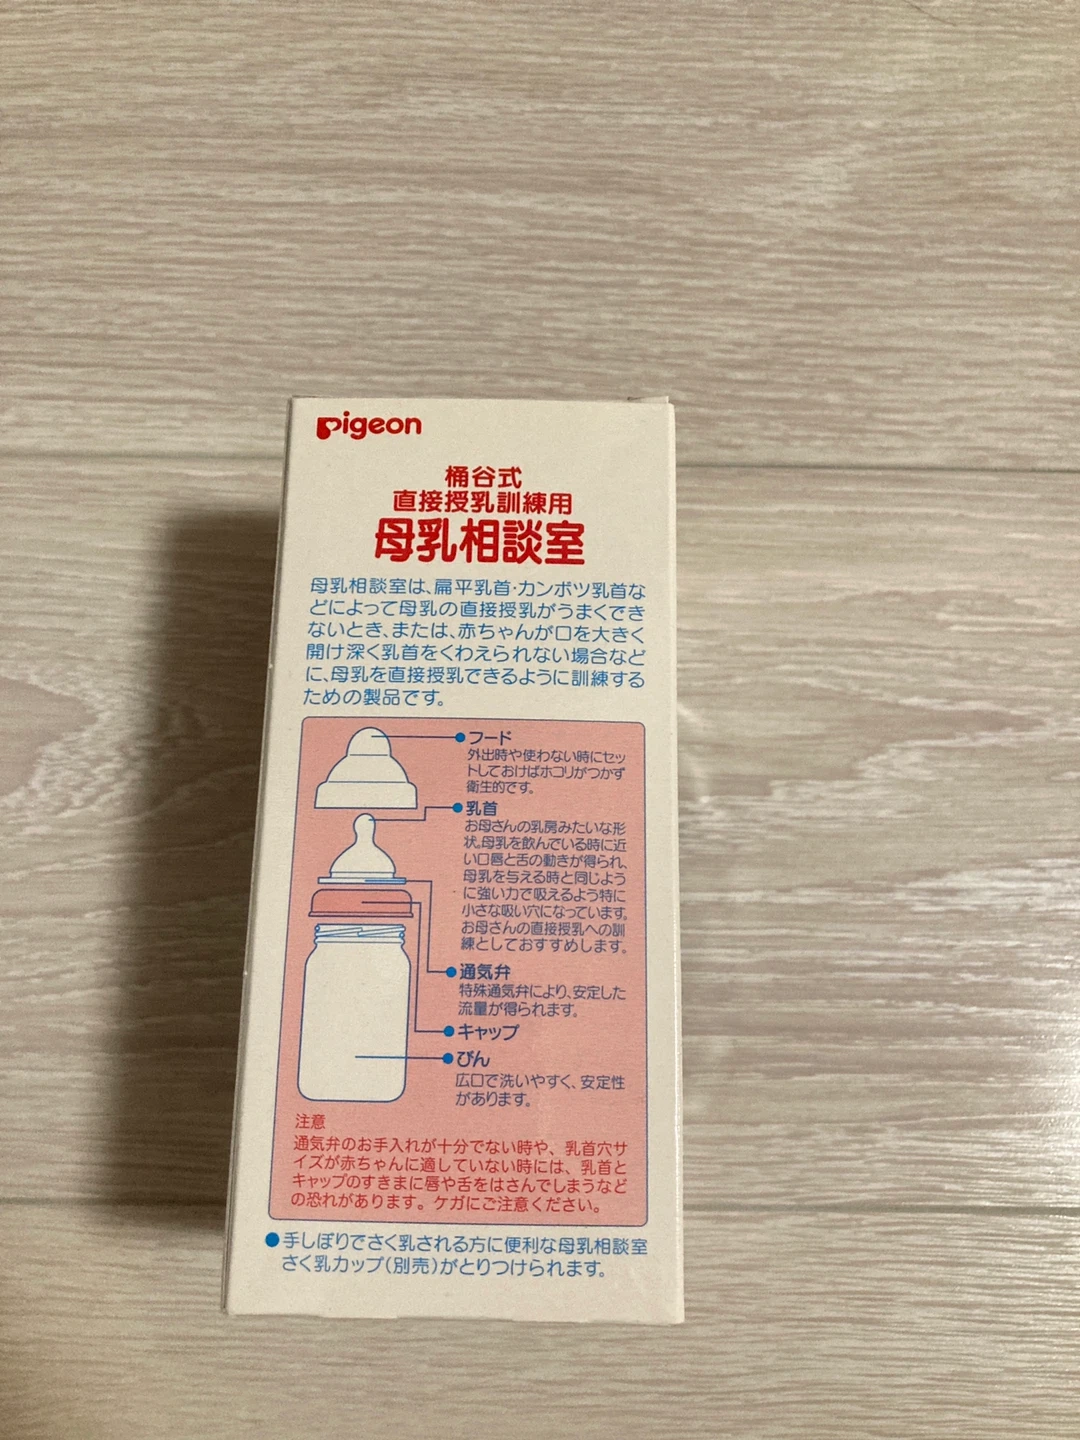 pigeon
桶谷式
直接授乳訓練用
母乳相談室
母乳相談室は、扁平乳首・カンボツ乳首な
どによって母乳の直接授乳がうまくでき
ないとき、または、赤ちゃんが口を大きく
開け深く乳首をくわえられない場合など
に、母乳を直接授乳できるように訓練する
ための製品です。
●フード
外出時や使わない時にセッ
トしておけばホコリがつかず
衛生的です。
●乳首
お母さんの乳房みたいな形
状。母乳を飲んでいる時に近
い口唇と舌の動きが得られ、
母乳を与える時と同じよう
に強い力で吸えるよう特に
小さな吸い穴になっています。
お母さんの直接授乳への訓
練としておすすめします。
●通気弁
特殊通気弁により、安定した
流量が得られます。
●キャップ
●びん
広口で洗いやすく、安定性
があります。
注意
通気弁のお手入れが十分でない時や、乳首穴サ
イズが赤ちゃんに適していない時には、乳首と
キャップのすきまに唇や舌をはさんでしまうなど
の恐れがあります。ケガにご注意ください。
●手しぼりでさく乳される方に便利な母乳相談室
さく乳カップ(別売)がとりつけられます。